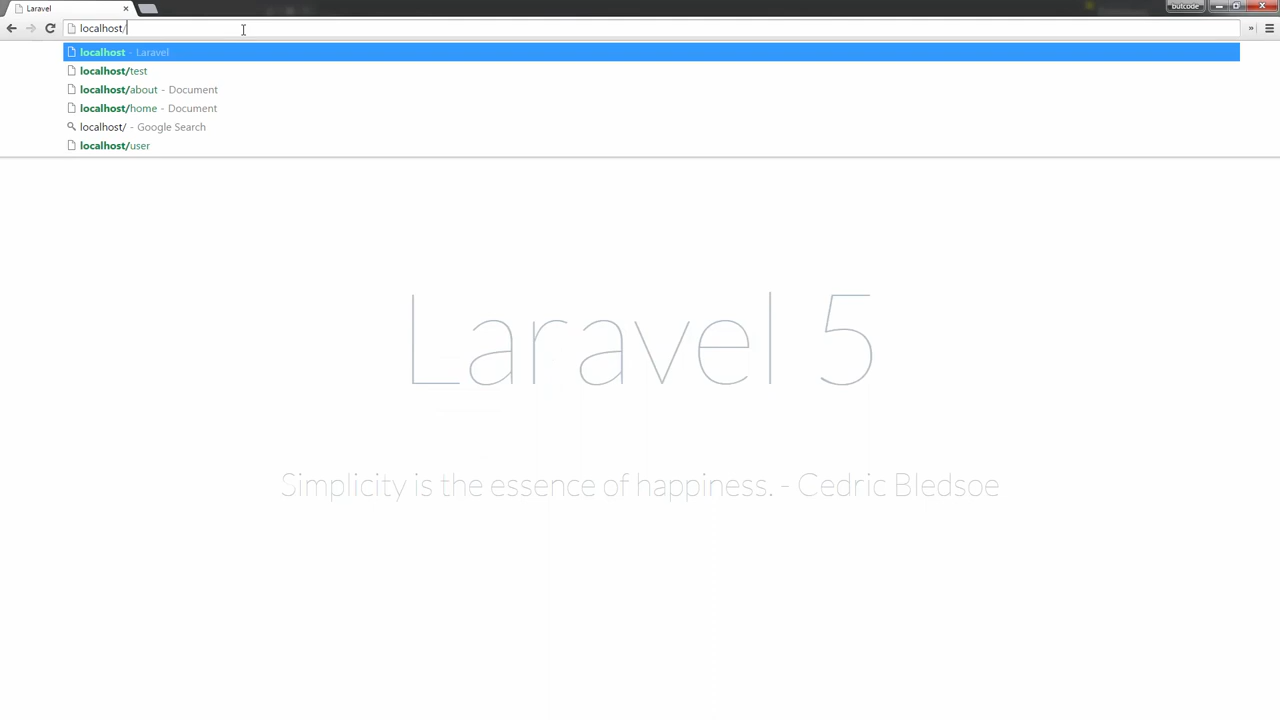 Laravel
butcode
localhost/
localhost - Laravel
localhost/test
localhost/about - Document
localhost/home - Document
localhost/ - Google Search
localhost/user
Laravel 5
Simplicity is the essence of happiness. - Cedric Bledsoe